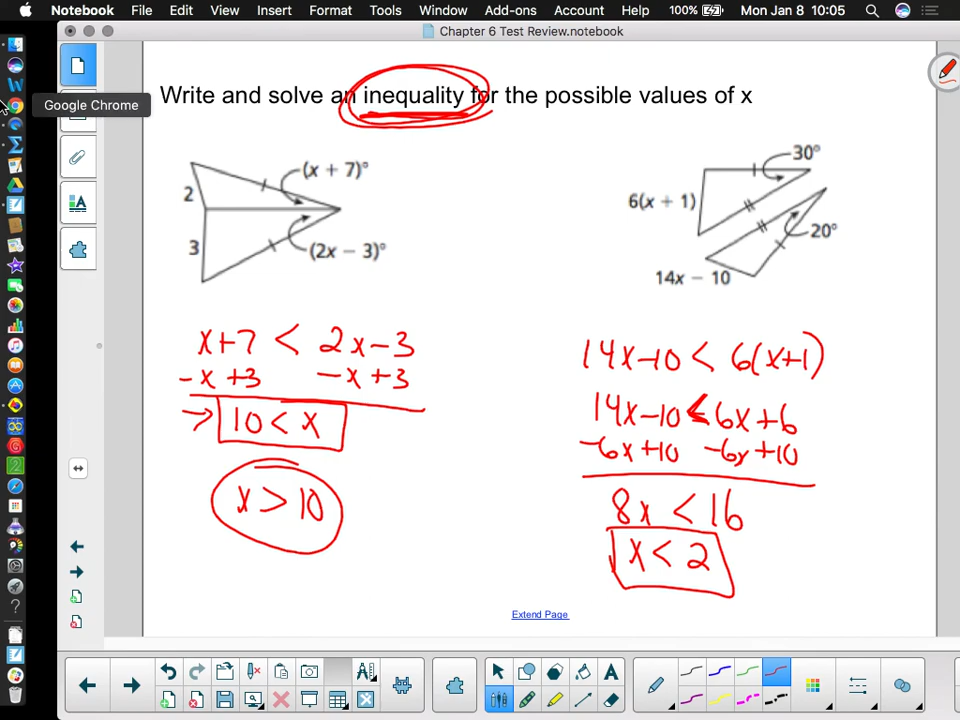 Notebook File Edit View Insert Format Tools Window Add-ons Account Help 100% Mon Jan 8 10:05
Chapter 6 Test Review.notebook
Google Chrome
Write and solve an inequality for the possible values of x
(x + 7)°
2
3
(2x − 3)°
30°
6(x + 1)
20°
14x − 10
x+7 < 2x−3
−x +3 −x +3
10 < x
x > 10
14x−10 < 6(x+1)
14x−10 < 6x+6
−6x+10 −6x+10
8x < 16
x < 2
Extend Page